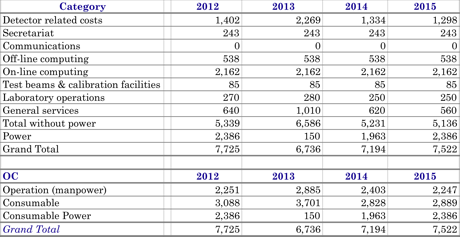 Category 2012 2013 2014 2015
Detector related costs 1,402 2,269 1,334 1,298
Secretariat 243 243 243 243
Communications 0 0 0 0
Off-line computing 538 538 538 538
On-line computing 2,162 2,162 2,162 2,162
Test beams & calibration facilities 85 85 85 85
Laboratory operations 270 280 250 250
General services 640 1,010 620 560
Total without power 5,339 6,586 5,231 5,136
Power 2,386 150 1,963 2,386
Grand Total 7,725 6,736 7,194 7,522
OC 2012 2013 2014 2015
Operation (manpower) 2,251 2,885 2,403 2,247
Consumable 3,088 3,701 2,828 2,889
Consumable Power 2,386 150 1,963 2,386
Grand Total 7,725 6,736 7,194 7,522